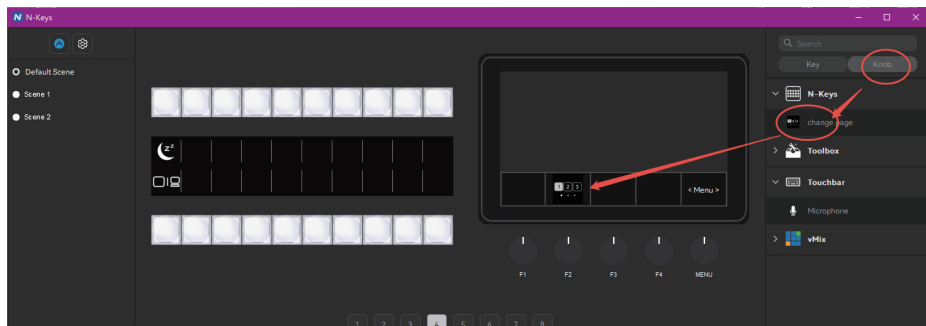 N N-Keys
Search
Key Knob
Default Scene
Scene 1
Scene 2
N-Keys
change page
Toolbox
Touchbar
Microphone
vMix
zz
1 2 3
< Menu >
F1 F2 F3 F4 MENU
1 2 3 4 5 6 7 8